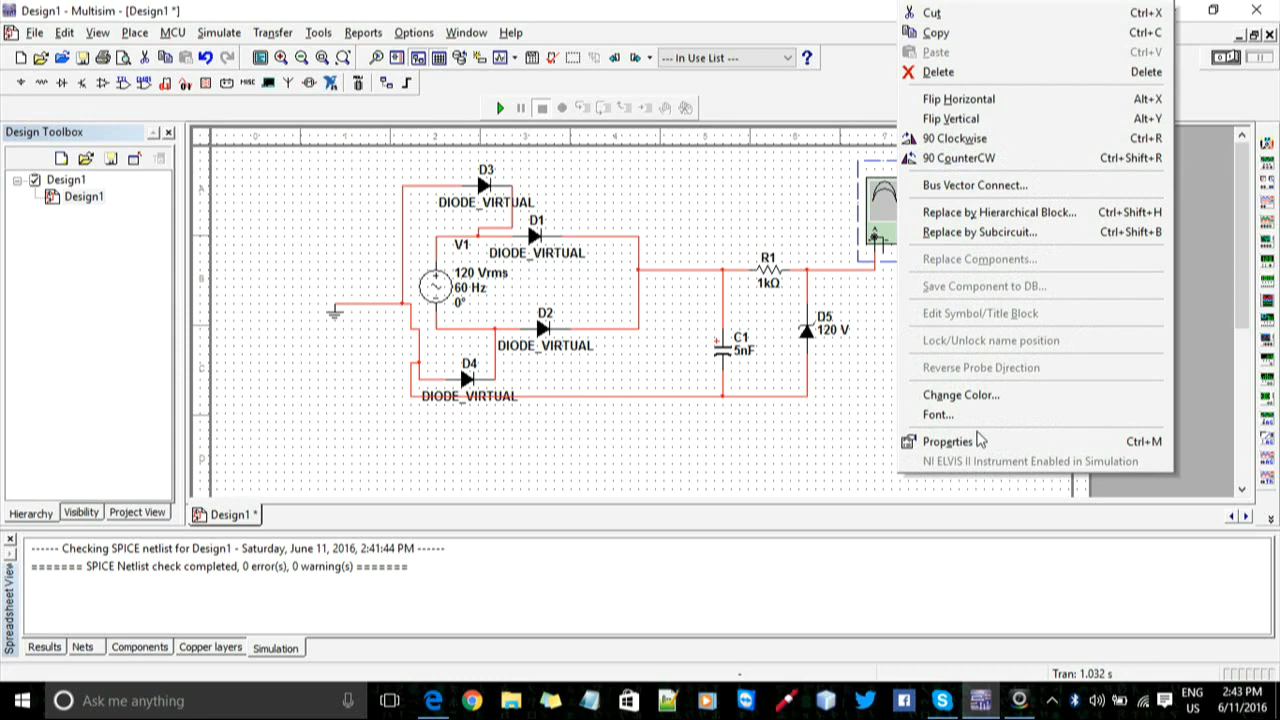 Design1 - Multisim - [Design1 *]
File Edit View Place MCU Simulate Transfer Tools Reports Options Window Help
--- In Use List ---
Design Toolbox
Design1
Design1
Hierarchy Visibility Project View
0 1 2 3 4 5 6 7
A
B
C
D
D3
DIODE_VIRTUAL
D1
DIODE_VIRTUAL
V1
120 Vrms
60 Hz
0°
D2
DIODE_VIRTUAL
D4
DIODE_VIRTUAL
R1
1kΩ
C1
5nF
D5
120 V
A
Cut Ctrl+X
Copy Ctrl+C
Paste Ctrl+V
Delete Delete
Flip Horizontal Alt+X
Flip Vertical Alt+Y
90 Clockwise Ctrl+R
90 CounterCW Ctrl+Shift+R
Bus Vector Connect...
Replace by Hierarchical Block... Ctrl+Shift+H
Replace by Subcircuit... Ctrl+Shift+B
Replace Components...
Save Component to DB...
Edit Symbol/Title Block
Lock/Unlock name position
Reverse Probe Direction
Change Color...
Font...
Properties Ctrl+M
NI ELVIS II Instrument Enabled in Simulation
Design1 *
Spreadsheet View
------ Checking SPICE netlist for Design1 - Saturday, June 11, 2016, 2:41:44 PM ------
======= SPICE Netlist check completed, 0 error(s), 0 warning(s) =======
Results Nets Components Copper layers Simulation
Tran: 1.032 s
Ask me anything
ENG
US
2:43 PM
6/11/2016